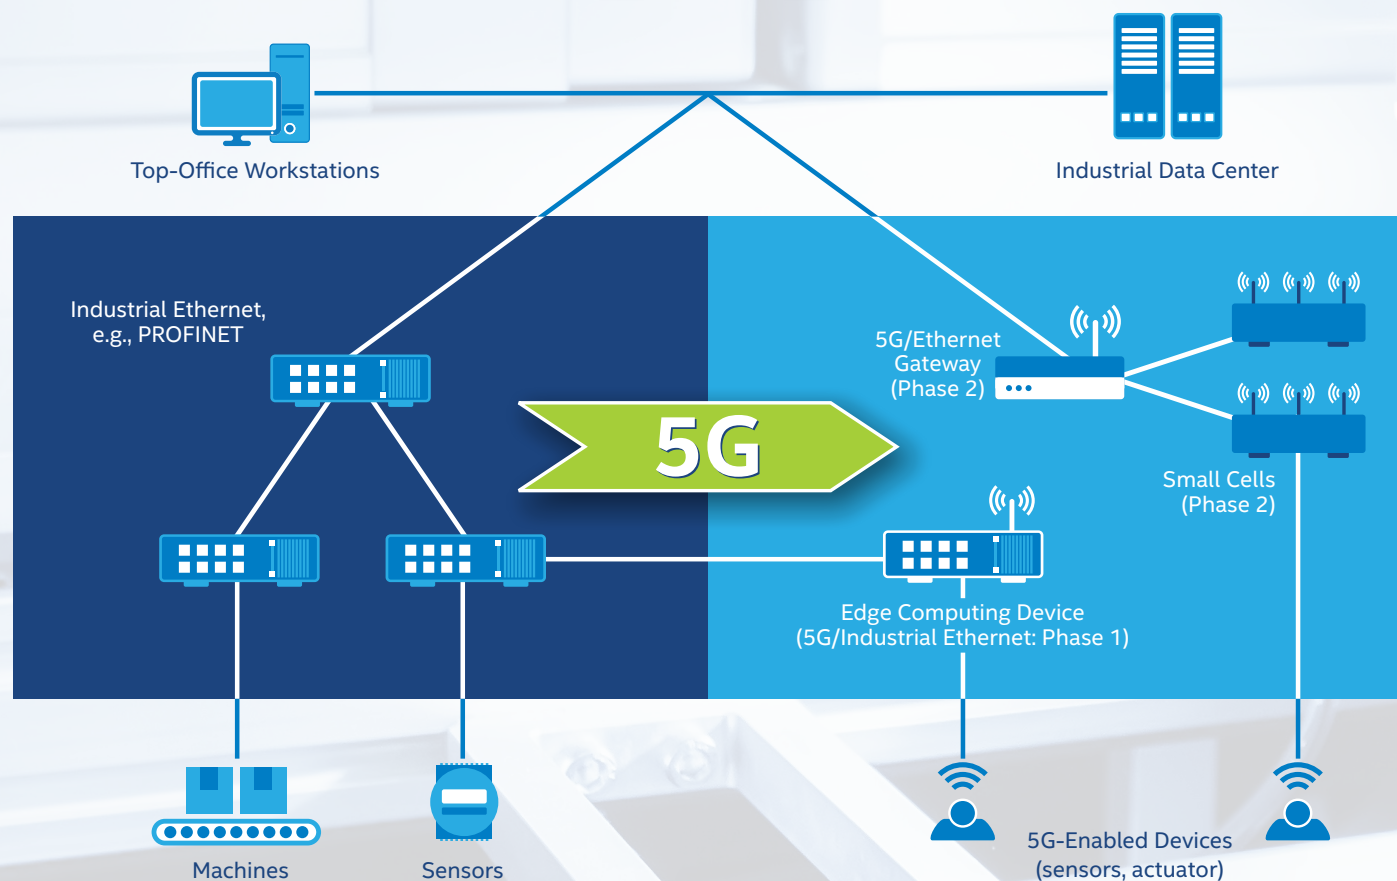 Top-Office Workstations
Industrial Data Center
Industrial Ethernet,
e.g., PROFINET
5G/Ethernet
Gateway
(Phase 2)
5G
Small Cells
(Phase 2)
Edge Computing Device
(5G/Industrial Ethernet: Phase 1)
Machines
Sensors
5G-Enabled Devices
(sensors, actuator)